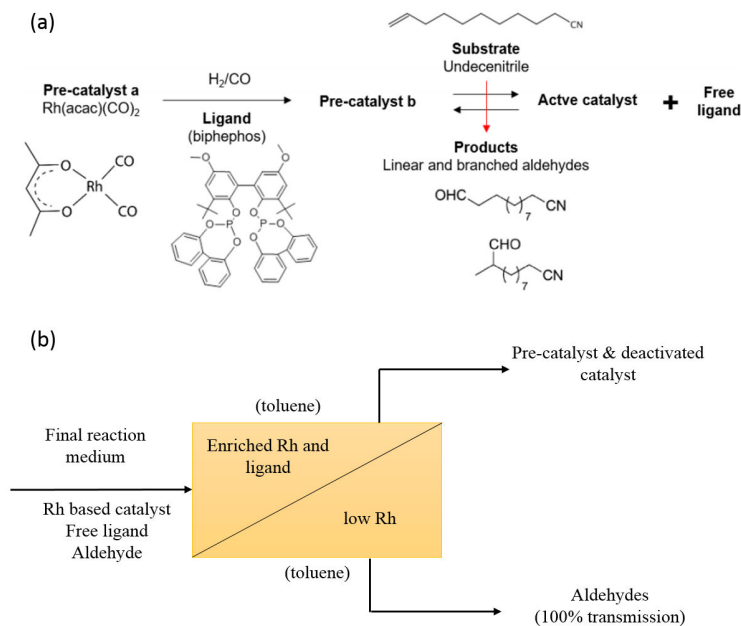 (a)
CN
Substrate
Undecenitrile
Pre-catalyst a
Rh(acac)(CO)2
H2/CO
Ligand
(biphephos)
Pre-catalyst b
Actve catalyst
+
Free
ligand
Products
Linear and branched aldehydes
O
CO
Rh
O
CO
O
O
O
O
P
P
O
O
O
O
OHC
7
CN
CHO
7
CN
(b)
Pre-catalyst & deactivated
catalyst
(toluene)
Final reaction
medium
Enriched Rh and
ligand
Rh based catalyst
Free ligand
Aldehyde
low Rh
(toluene)
Aldehydes
(100% transmission)